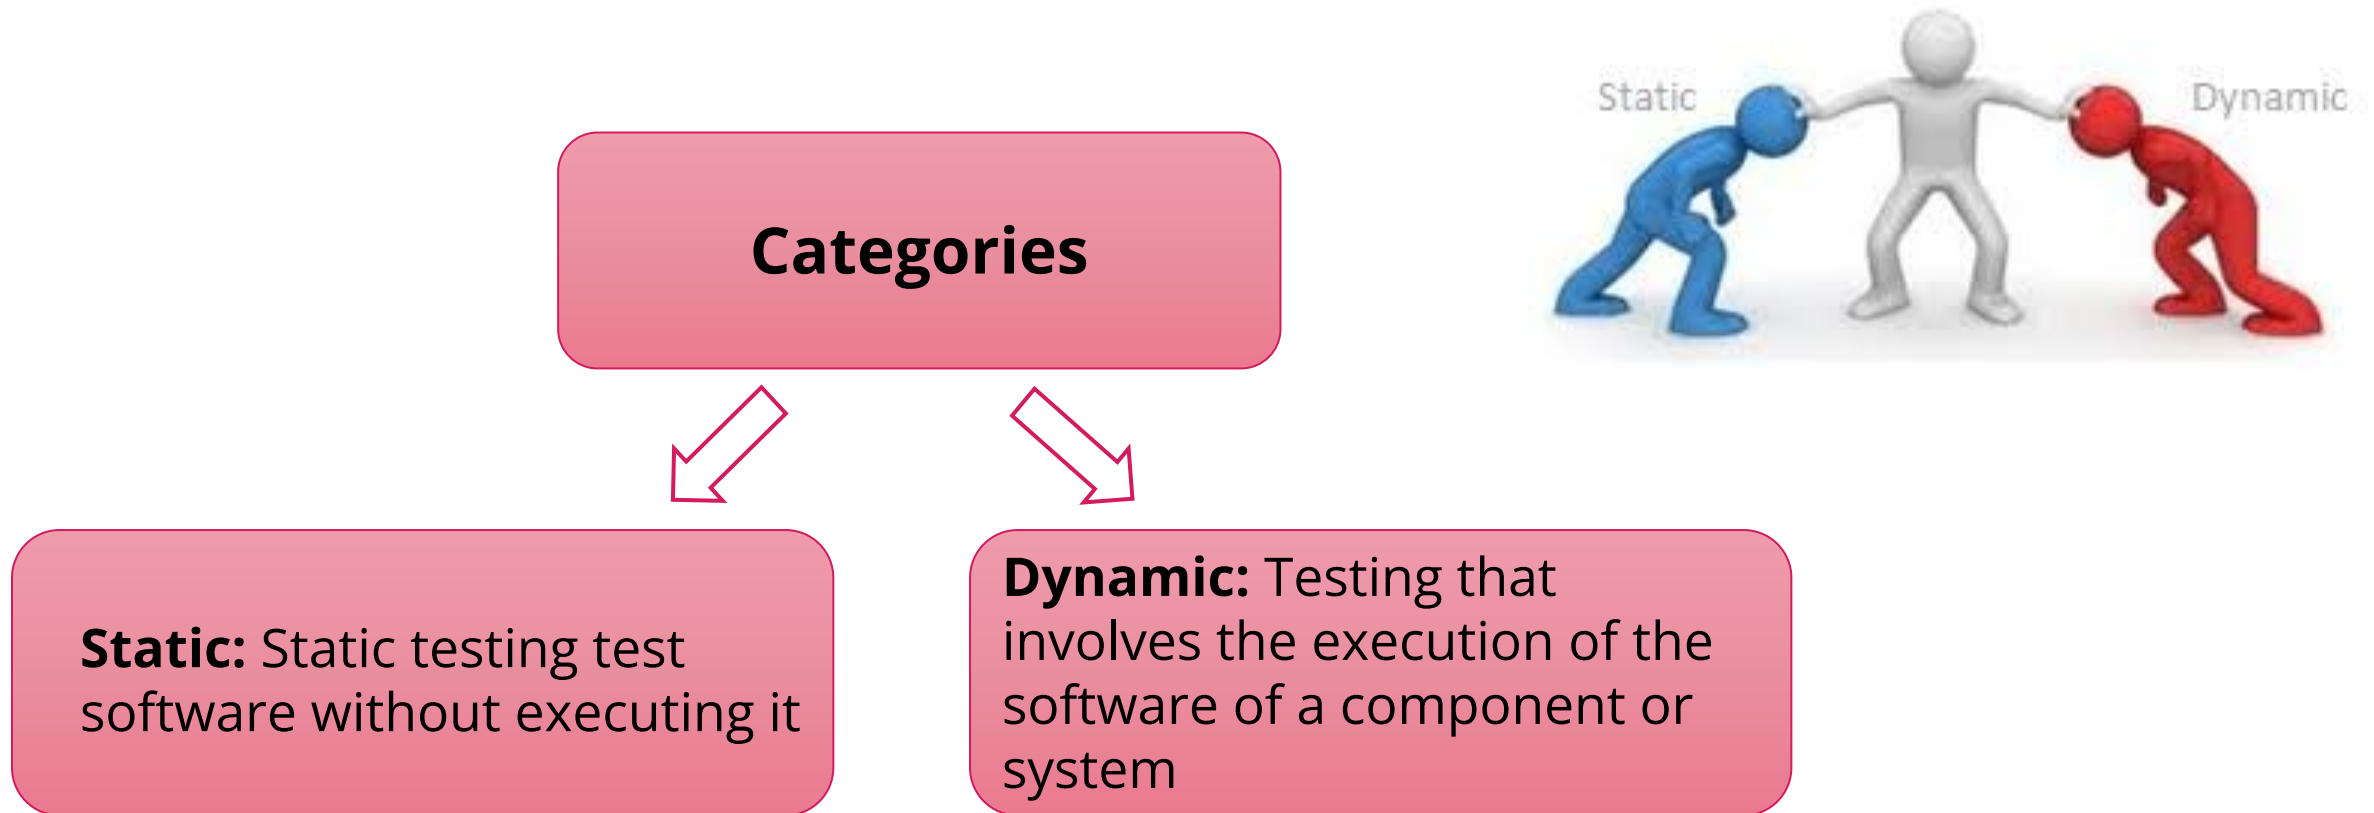 Static
Dynamic
Categories
Static: Static testing test
software without executing it
Dynamic: Testing that
involves the execution of the
software of a component or
system